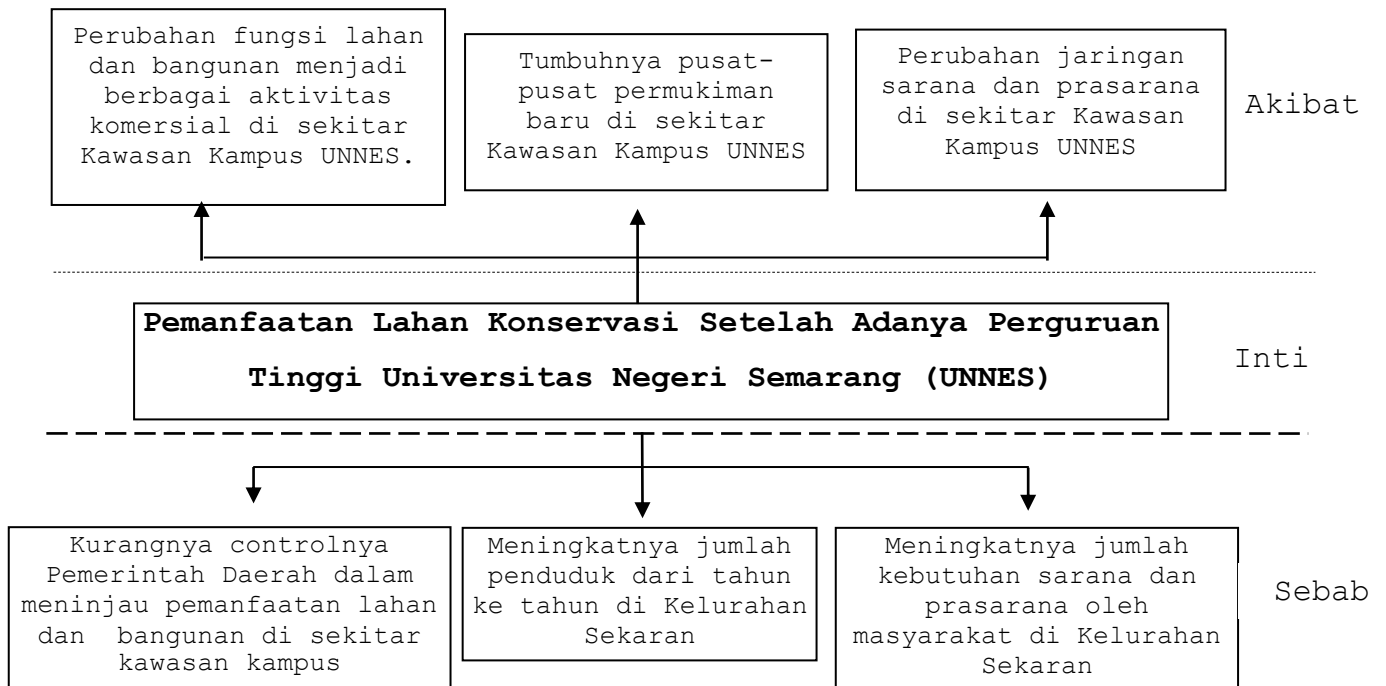 Perubahan fungsi lahan
dan bangunan menjadi
berbagai aktivitas
komersial di sekitar
Kawasan Kampus UNNES.
Tumbuhnya pusat-
pusat permukiman
baru di sekitar
Kawasan Kampus UNNES
Perubahan jaringan
sarana dan prasarana
di sekitar Kawasan
Kampus UNNES
Akibat
Pemanfaatan Lahan Konservasi Setelah Adanya Perguruan
Tinggi Universitas Negeri Semarang (UNNES)
Inti
Kurangnya controlnya
Pemerintah Daerah dalam
meninjau pemanfaatan lahan
dan bangunan di sekitar
kawasan kampus
Meningkatnya jumlah
penduduk dari tahun
ke tahun di Kelurahan
Sekaran
Meningkatnya jumlah
kebutuhan sarana dan
prasarana oleh
masyarakat di Kelurahan
Sekaran
Sebab